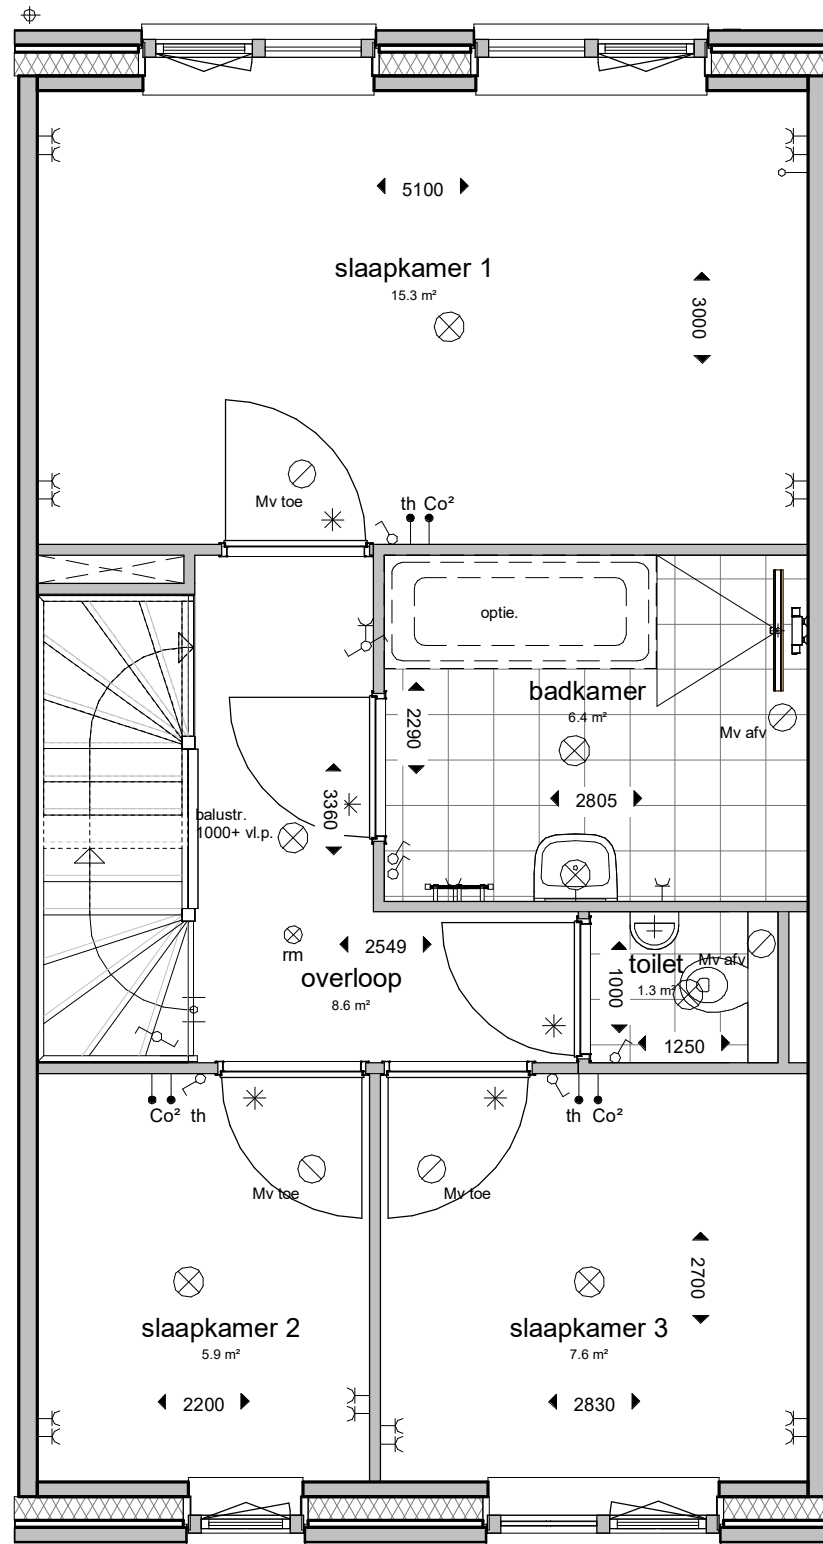 5100
slaapkamer 1
15.3 m²
3000
Mv toe
th Co²
optie.
badkamer
6.4 m²
2290
Mv afv
2805
3360
balustr.
1000+ vl.p.
rm
2549
overloop
8.6 m²
toilet
1.3 m²
Mv afv
1000
1250
Co² th
th Co²
Mv toe
Mv toe
2700
slaapkamer 2
5.9 m²
slaapkamer 3
7.6 m²
2200
2830